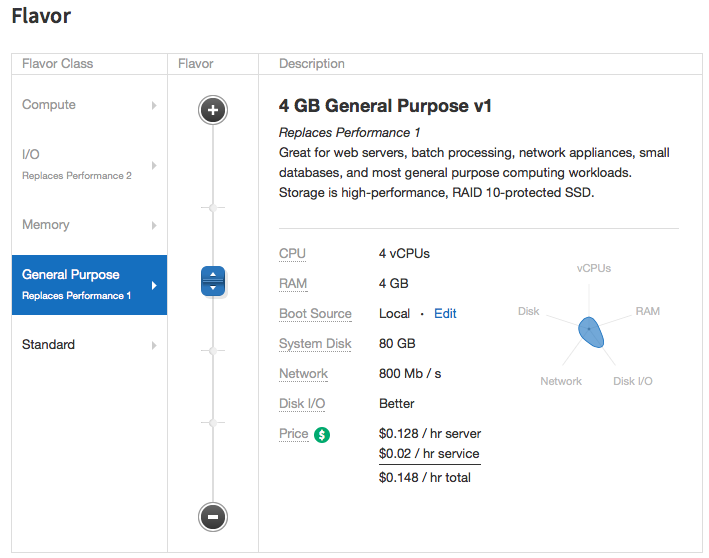 Flavor
Flavor Class
Flavor
Description
Compute
I/O
Replaces Performance 2
Memory
General Purpose
Replaces Performance 1
Standard
4 GB General Purpose v1
Replaces Performance 1
Great for web servers, batch processing, network appliances, small
databases, and most general purpose computing workloads.
Storage is high-performance, RAID 10-protected SSD.
CPU 4 vCPUs
RAM 4 GB
Boot Source Local · Edit
System Disk 80 GB
Network 800 Mb / s
Disk I/O Better
Price $ $0.128 / hr server
$0.02 / hr service
$0.148 / hr total
vCPUs
Disk
RAM
Network
Disk I/O